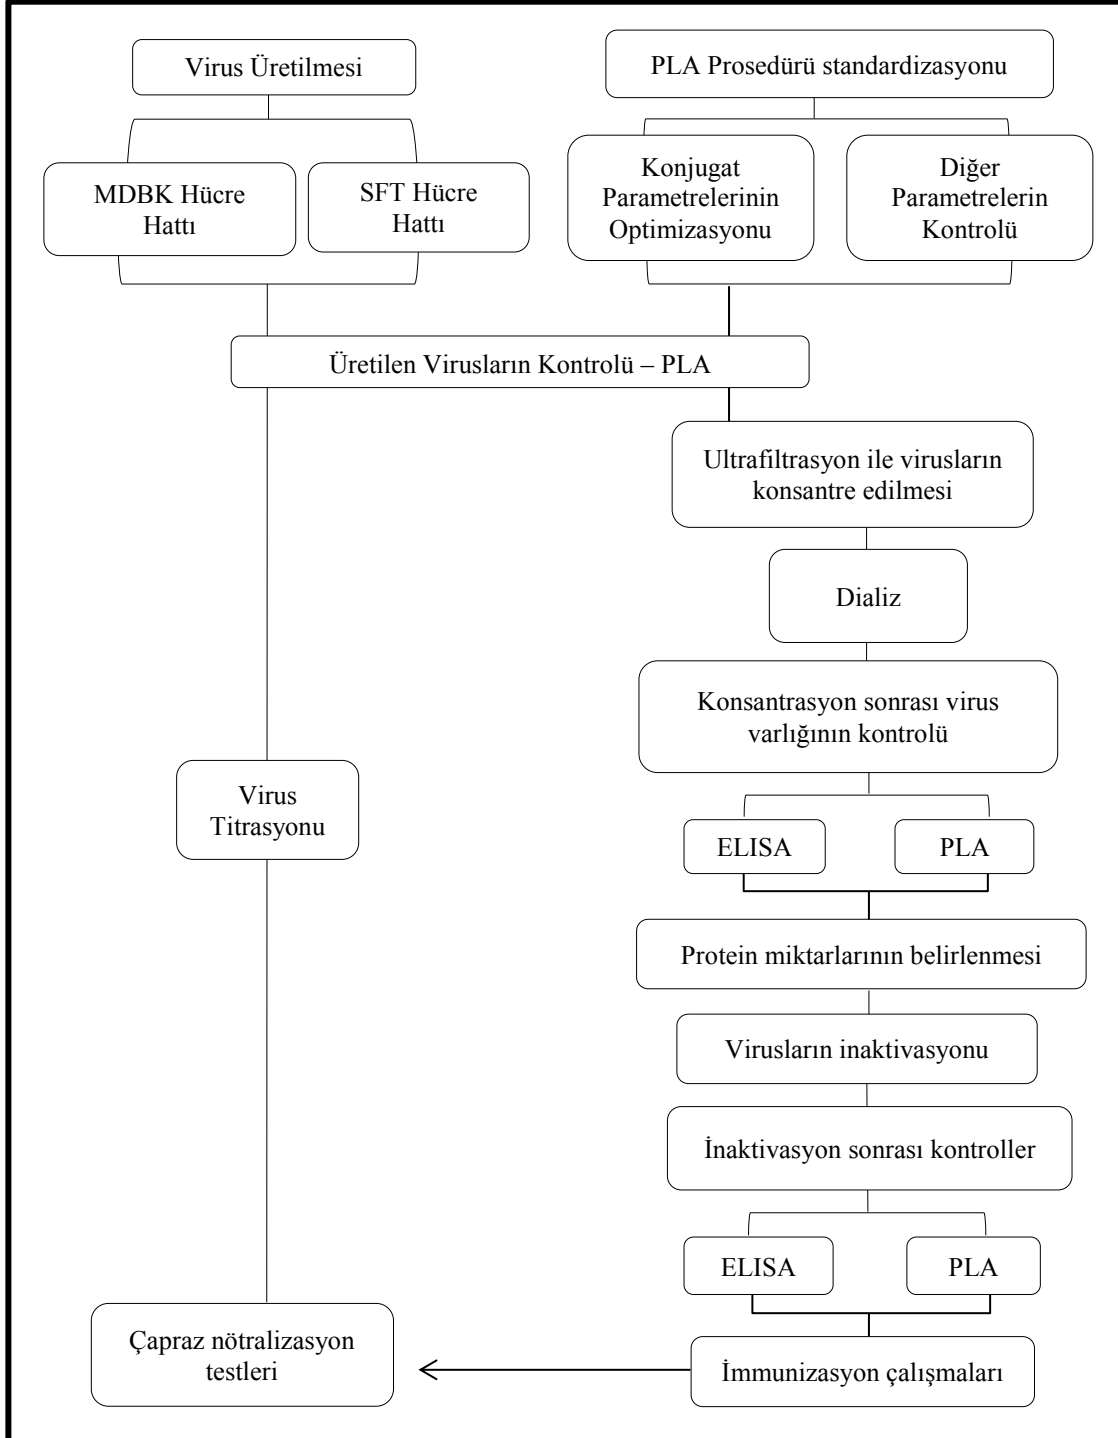 Virus Üretilmesi
PLA Prosedürü standardizasyonu
MDBK Hücre
Hattı
SFT Hücre
Hattı
Konjugat
Parametrelerinin
Optimizasyonu
Diğer
Parametrelerin
Kontrolü
Üretilen Virusların Kontrolü – PLA
Ultrafiltrasyon ile virusların
konsantre edilmesi
Dializ
Konsantrasyon sonrası virus
varlığının kontrolü
Virus
Titrasyonu
ELISA
PLA
Protein miktarlarının belirlenmesi
Virusların inaktivasyonu
İnaktivasyon sonrası kontroller
ELISA
PLA
Çapraz nötralizasyon
testleri
İmmunizasyon çalışmaları